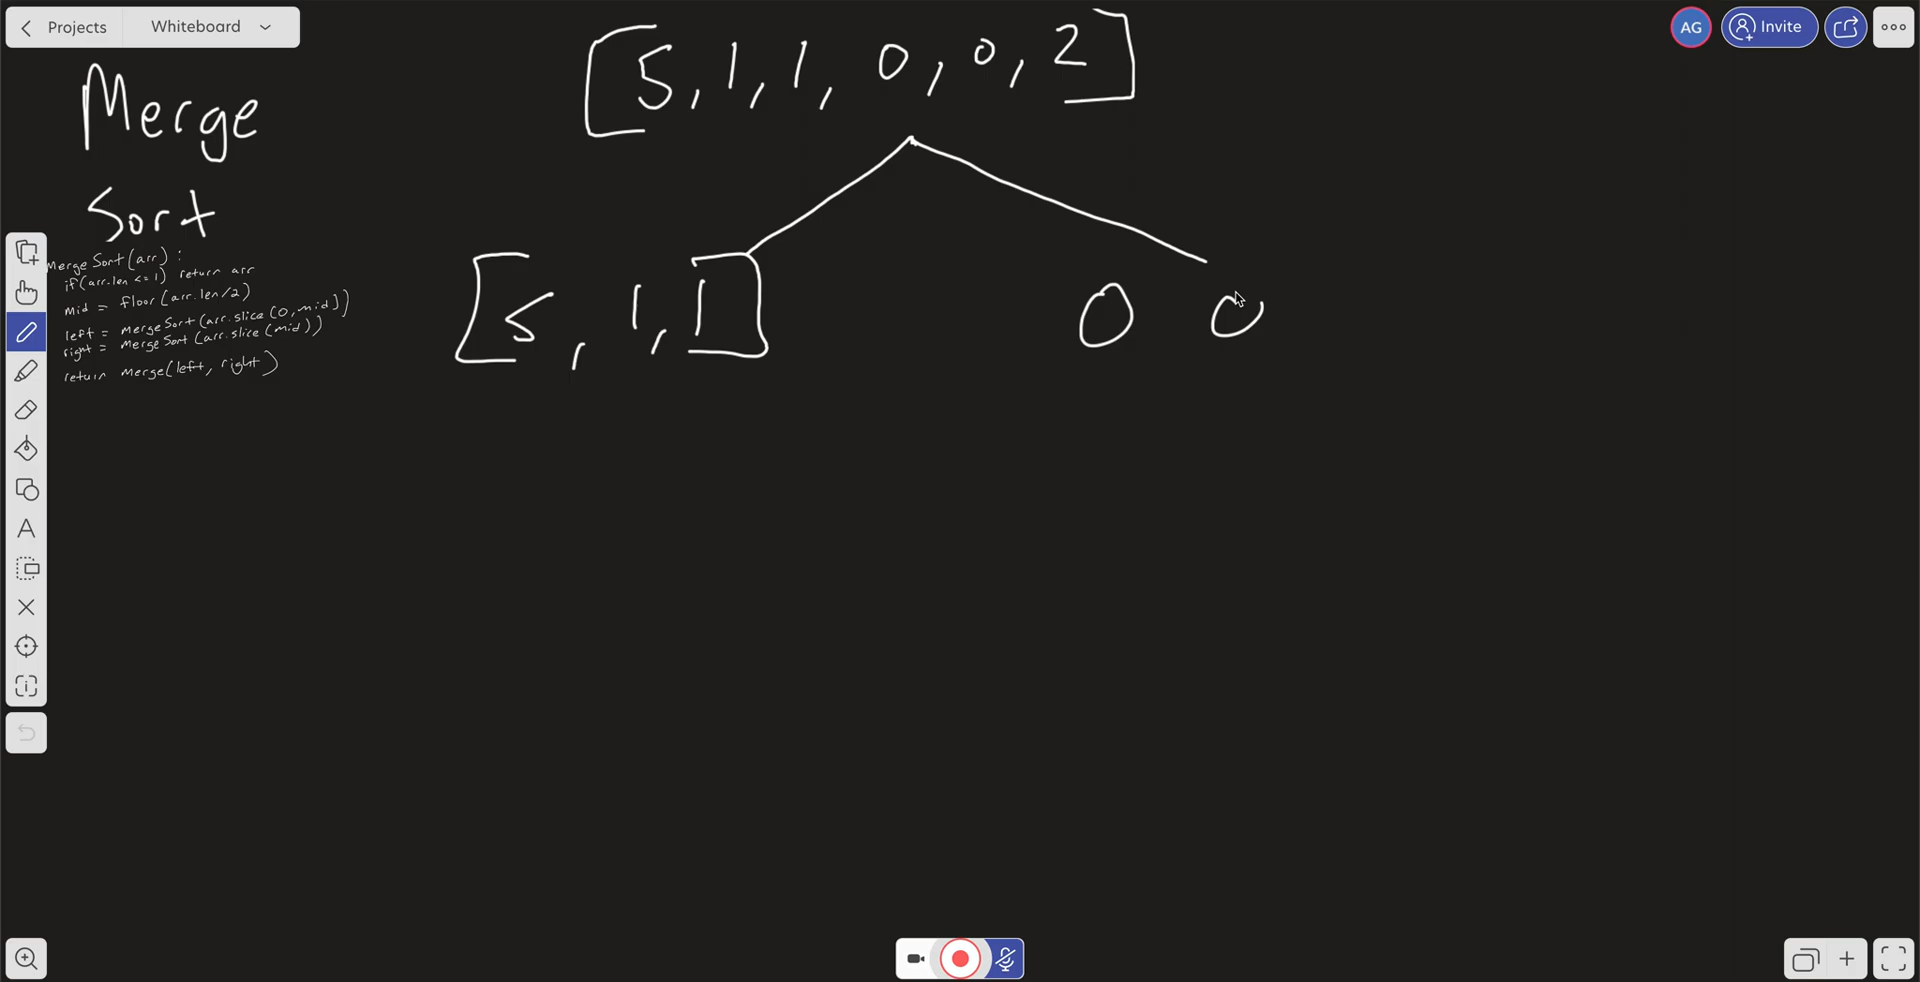 Projects
Whiteboard
AG
Invite
[5,1,1,0,0,2]
Merge
Sort
Merge Sort(arr):
if(arr.len <= 1) return arr
mid = floor(arr.len/2)
left = mergeSort(arr.slice(0,mid))
right = mergeSort(arr.slice(mid))
return merge(left, right)
[5, 1,1]
0 0
A